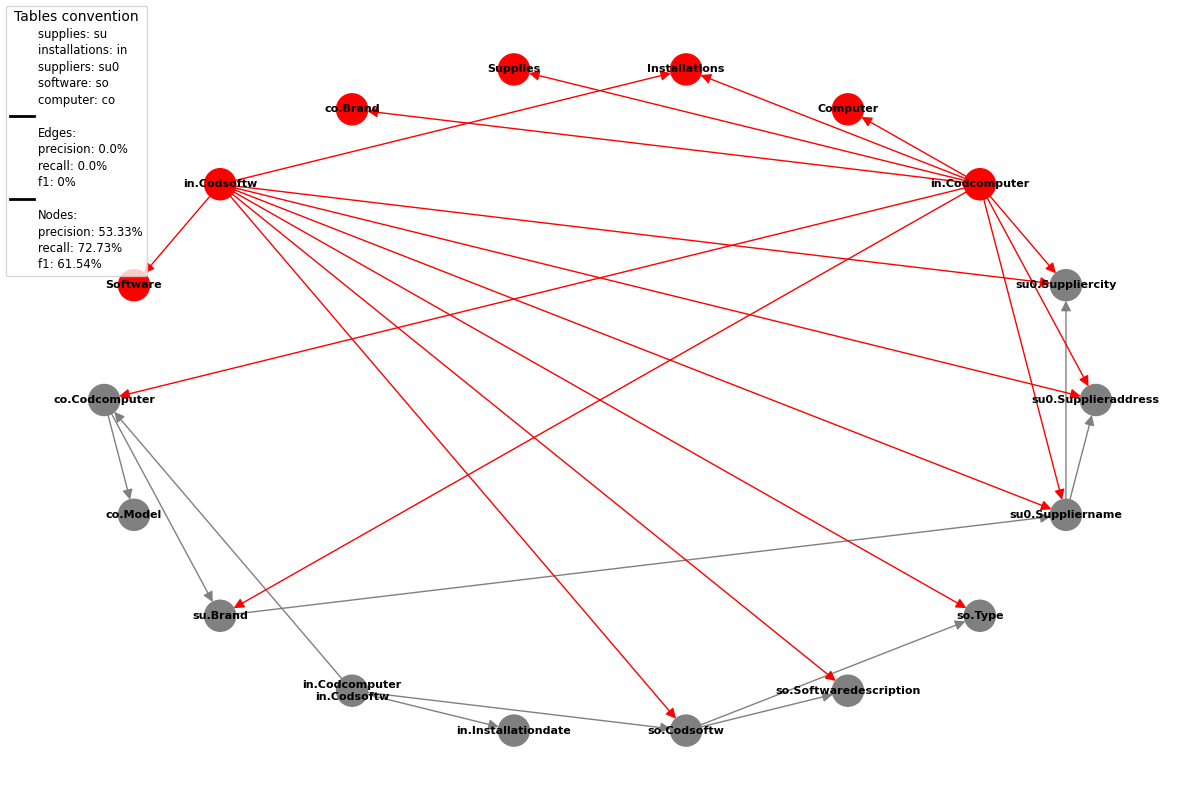 Tables convention
supplies: su
installations: in
suppliers: su0
software: so
computer: co
Edges:
precision: 0.0%
recall: 0.0%
f1: 0%
Nodes:
precision: 53.33%
recall: 72.73%
f1: 61.54%
Supplies
Installations
co.Brand
Computer
in.Codsoftw
in.Codcomputer
Software
su0.Suppliercity
co.Codcomputer
su0.Supplieraddress
co.Model
su0.Suppliername
su.Brand
so.Type
in.Codcomputer
in.Codsoftw
so.Softwaredescription
in.Installationdate
so.Codsoftw